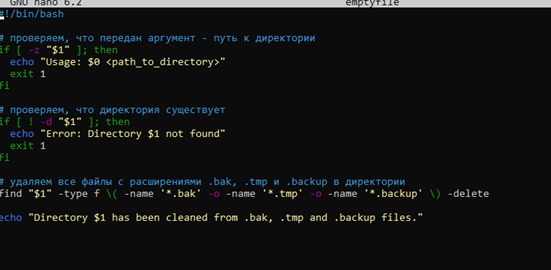 GNU nano 6.2 emptyfile
#!/bin/bash
# проверяем, что передан аргумент - путь к директории
if [ -z "$1" ]; then
  echo "Usage: $0 <path_to_directory>"
  exit 1
fi
# проверяем, что директория существует
if [ ! -d "$1" ]; then
  echo "Error: Directory $1 not found"
  exit 1
fi
# удаляем все файлы с расширениями .bak, .tmp и .backup в директории
find "$1" -type f \( -name '*.bak' -o -name '*.tmp' -o -name '*.backup' \) -delete
echo "Directory $1 has been cleaned from .bak, .tmp and .backup files."